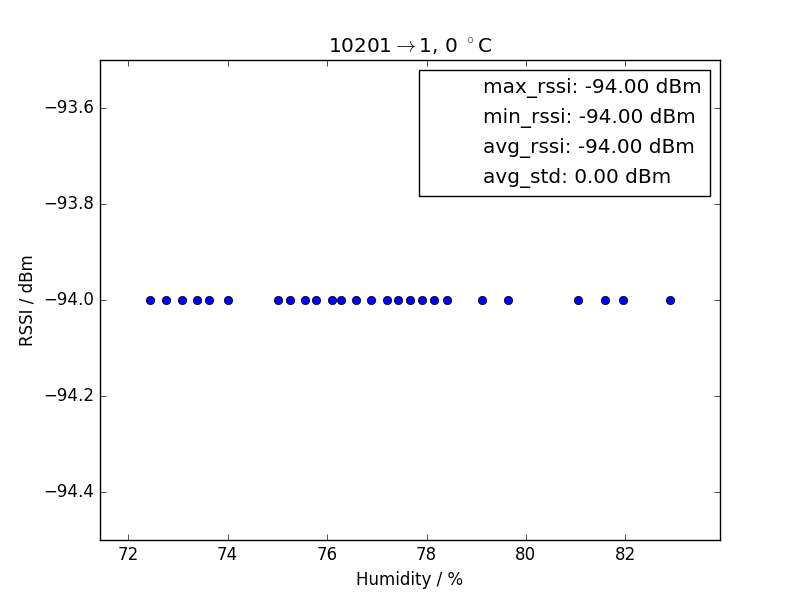 10201→1, 0 °C
max_rssi: -94.00 dBm
min_rssi: -94.00 dBm
avg_rssi: -94.00 dBm
avg_std: 0.00 dBm
−93.6
−93.8
−94.0
−94.2
−94.4
RSSI / dBm
72 74 76 78 80 82
Humidity / %